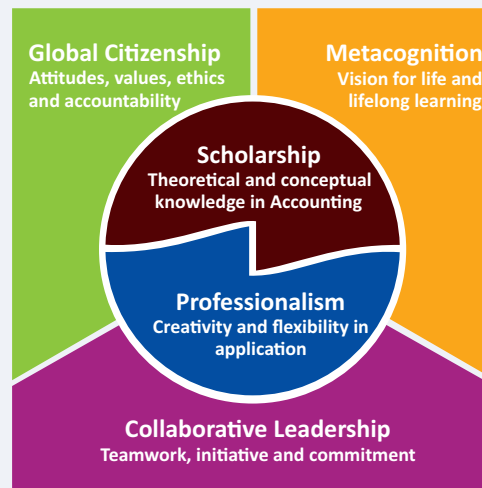 Global Citizenship
Attitudes, values, ethics
and accountability
Metacognition
Vision for life and
lifelong learning
Scholarship
Theoretical and conceptual
knowledge in Accounting
Professionalism
Creativity and flexibility in
application
Collaborative Leadership
Teamwork, initiative and commitment